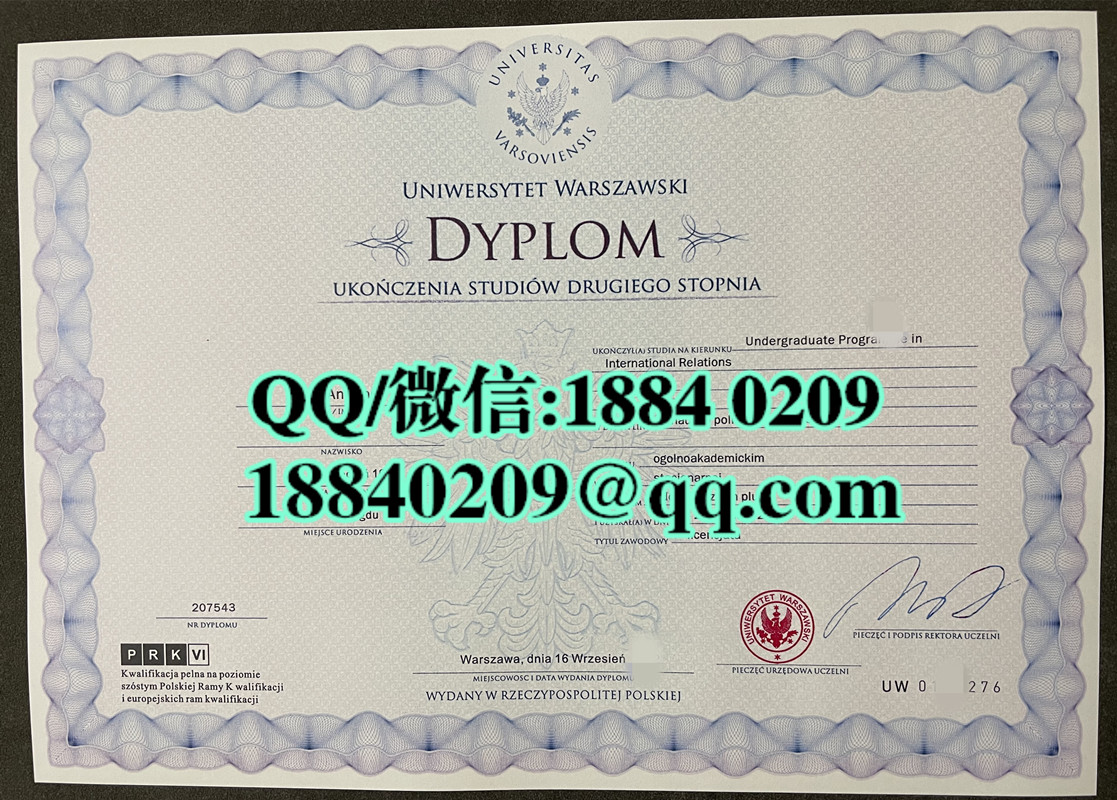 UNIVERSITAS VARSOVIENSIS
UNIWERSYTET WARSZAWSKI
DYPLOM
UKOŃCZENIA STUDIÓW DRUGIEGO STOPNIA
UKOŃCZYŁ(A) STUDIA NA KIERUNKU Undergraduate in
International Relations
QQ/微信:1884 0209
NAZWISKO
ogolnoakademickim
18840209@qq.com
MIEJSCE URODZENIA
TYTUŁ ZAWODOWY
207543
NR DYPLOMU
UNIWERSYTET WARSZAWSKI
PIECZĘĆ I PODPIS REKTORA UCZELNI
PRK VI
Kwalifikacja pełna na poziomie
szóstym Polskiej Ramy K walifikacji
i europejskich ram kwalifikacji
Warszawa, dnia 16 Wrzesień
MIEJSCOWOŚĆ I DATA WYDANIA DYPLOMU
PIECZĘĆ URZĘDOWA UCZELNI
WYDANY W RZECZYPOSPOLITEJ POLSKIEJ
UW 0 276